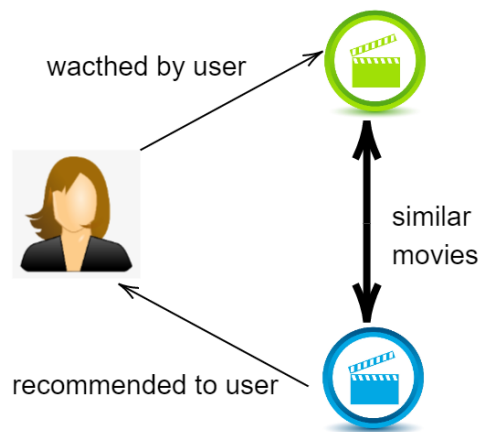 wacthed by user
similar
movies
recommended to user